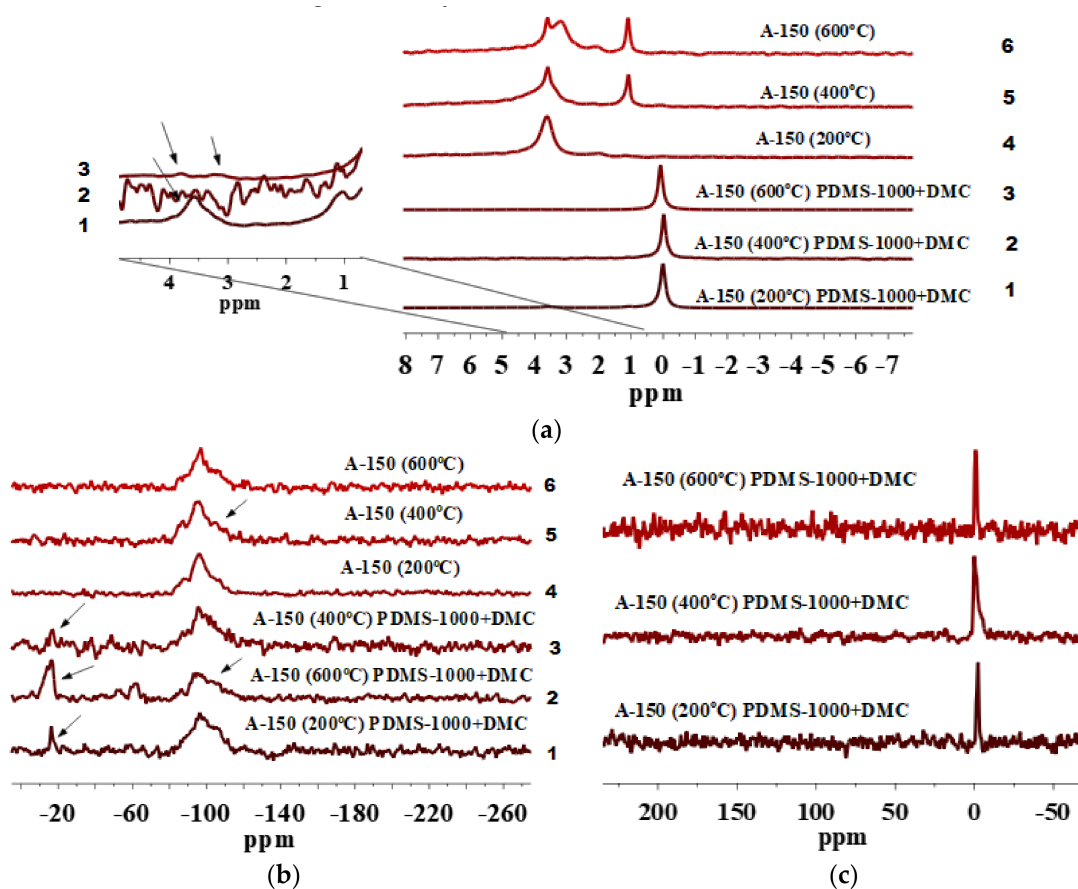 A-150 (600°C)
6
A-150 (400°C)
5
A-150 (200°C)
4
A-150 (600°C) PDMS-1000+DMC
3
A-150 (400°C) PDMS-1000+DMC
2
A-150 (200°C) PDMS-1000+DMC
1
3
2
1
4 3 2 1
ppm
8 7 6 5 4 3 2 1 0 -1 -2 -3 -4 -5 -6 -7
ppm
(a)
A-150 (600°C)
6
A-150 (400°C)
5
A-150 (200°C)
4
A-150 (400°C) PDMS-1000+DMC
3
A-150 (600°C) PDMS-1000+DMC
2
A-150 (200°C) PDMS-1000+DMC
1
-20 -60 -100 -140 -180 -220 -260
ppm
(b)
A-150 (600°C) PDMS-1000+DMC
A-150 (400°C) PDMS-1000+DMC
A-150 (200°C) PDMS-1000+DMC
200 150 100 50 0 -50
ppm
(c)